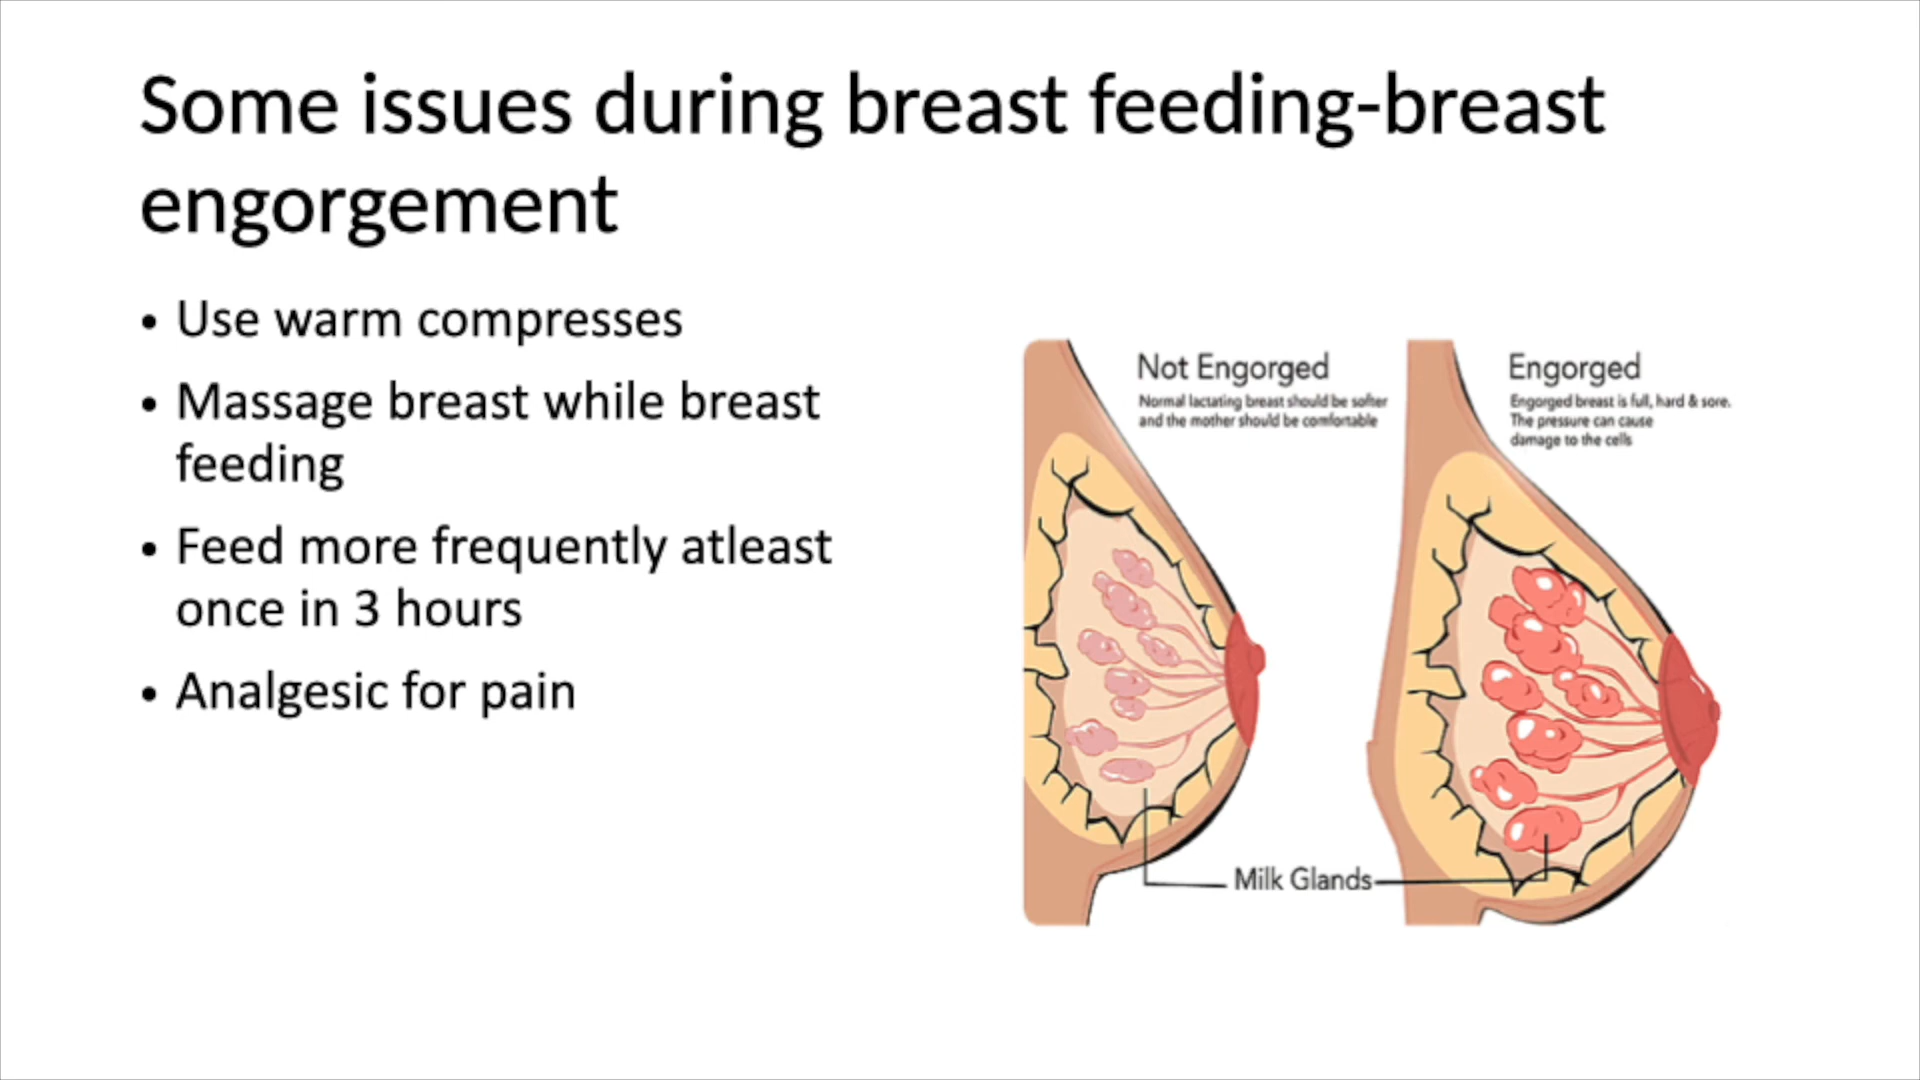 Some issues during breast feeding-breast
engorgement
• Use warm compresses
• Massage breast while breast
feeding
• Feed more frequently atleast
once in 3 hours
• Analgesic for pain
Not Engorged
Normal lactating breast should be softer
and the mother should be comfortable
Engorged
Engorged breast is full, hard & sore.
The pressure can cause
damage to the cells
Milk Glands